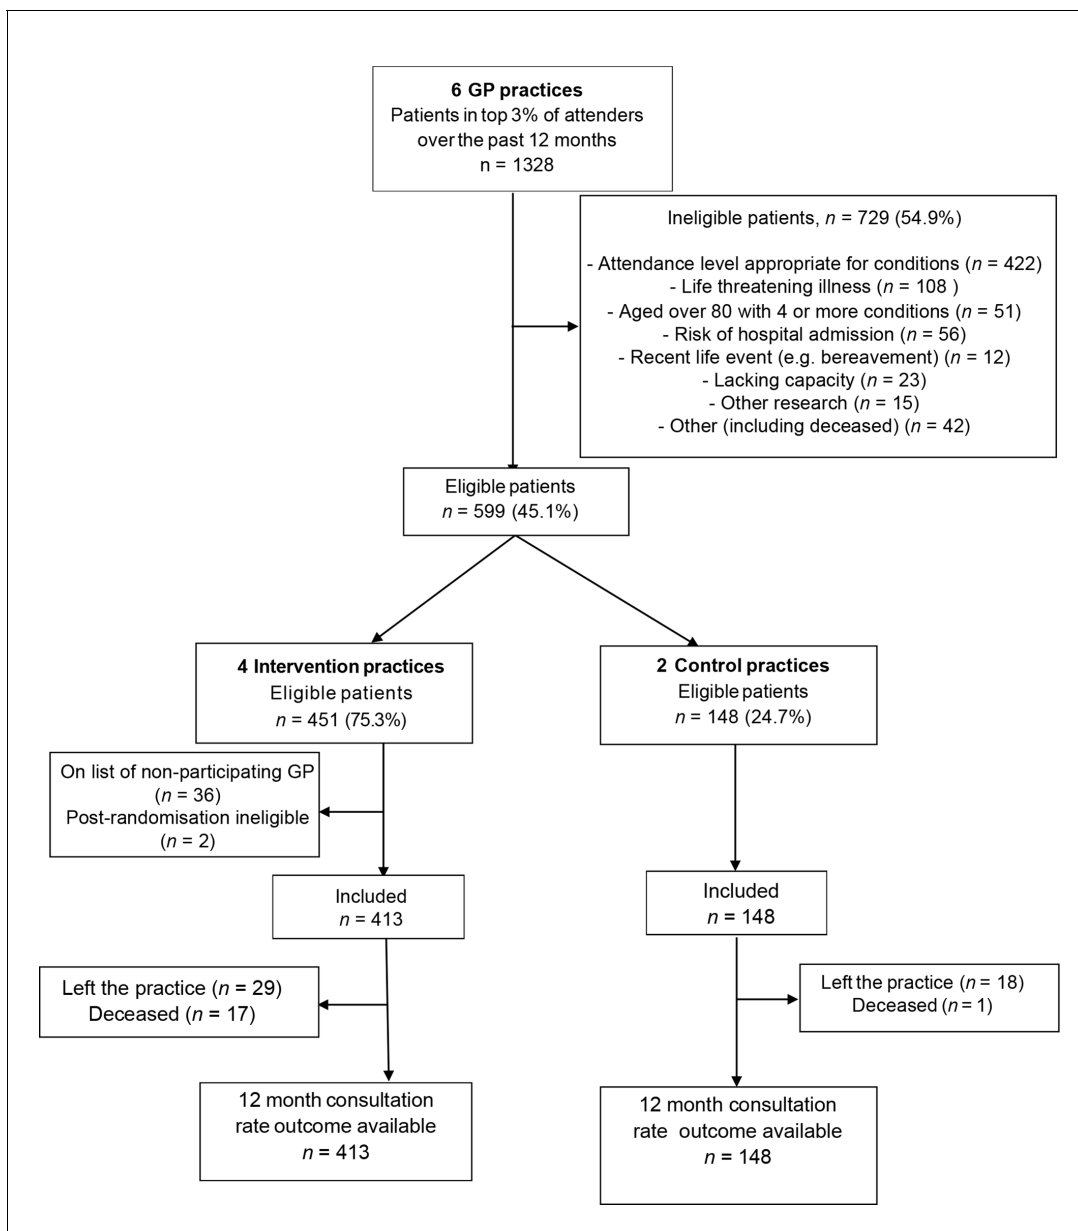 6 GP practices
Patients in top 3% of attenders
over the past 12 months
n = 1328
Ineligible patients, n = 729 (54.9%)
- Attendance level appropriate for conditions (n = 422)
- Life threatening illness (n = 108 )
- Aged over 80 with 4 or more conditions (n = 51)
- Risk of hospital admission (n = 56)
- Recent life event (e.g. bereavement) (n = 12)
- Lacking capacity (n = 23)
- Other research (n = 15)
- Other (including deceased) (n = 42)
Eligible patients
n = 599 (45.1%)
4 Intervention practices
Eligible patients
n = 451 (75.3%)
2 Control practices
Eligible patients
n = 148 (24.7%)
On list of non-participating GP
(n = 36)
Post-randomisation ineligible
(n = 2)
Included
n = 413
Included
n = 148
Left the practice (n = 29)
Deceased (n = 17)
Left the practice (n = 18)
Deceased (n = 1)
12 month consultation
rate outcome available
n = 413
12 month consultation
rate outcome available
n = 148